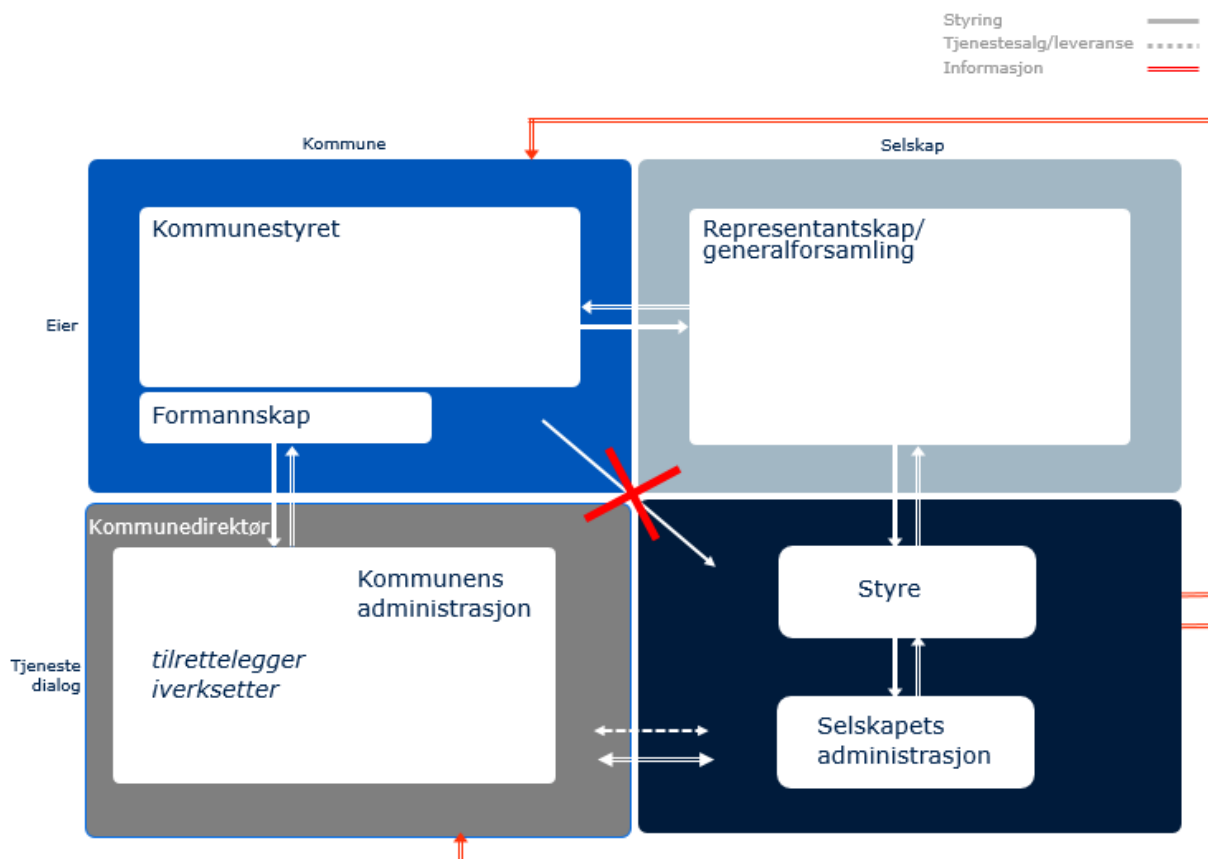 Styring
Tjenestesalg/leveranse
Informasjon
Kommune
Selskap
Kommunestyret
Representantskap/
generalforsamling
Eier
Formannskap
Kommunedirektør
Kommunens
administrasjon
Styre
tilrettelegger
iverksetter
Tjeneste
dialog
Selskapets
administrasjon